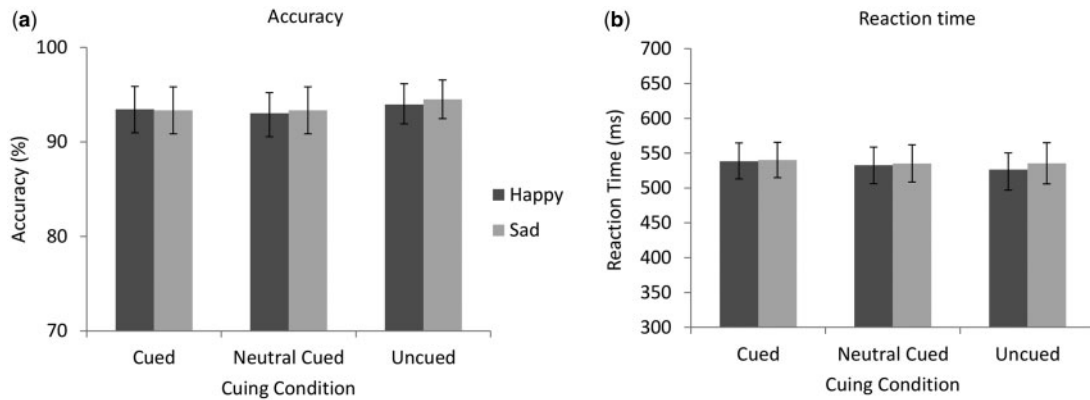 (a)
Accuracy
100
90
80
70
Accuracy (%)
Cued
Neutral Cued
Uncued
Cuing Condition
Happy
Sad
(b)
Reaction time
700
650
600
550
500
450
400
350
300
Reaction Time (ms)
Cued
Neutral Cued
Uncued
Cuing Condition